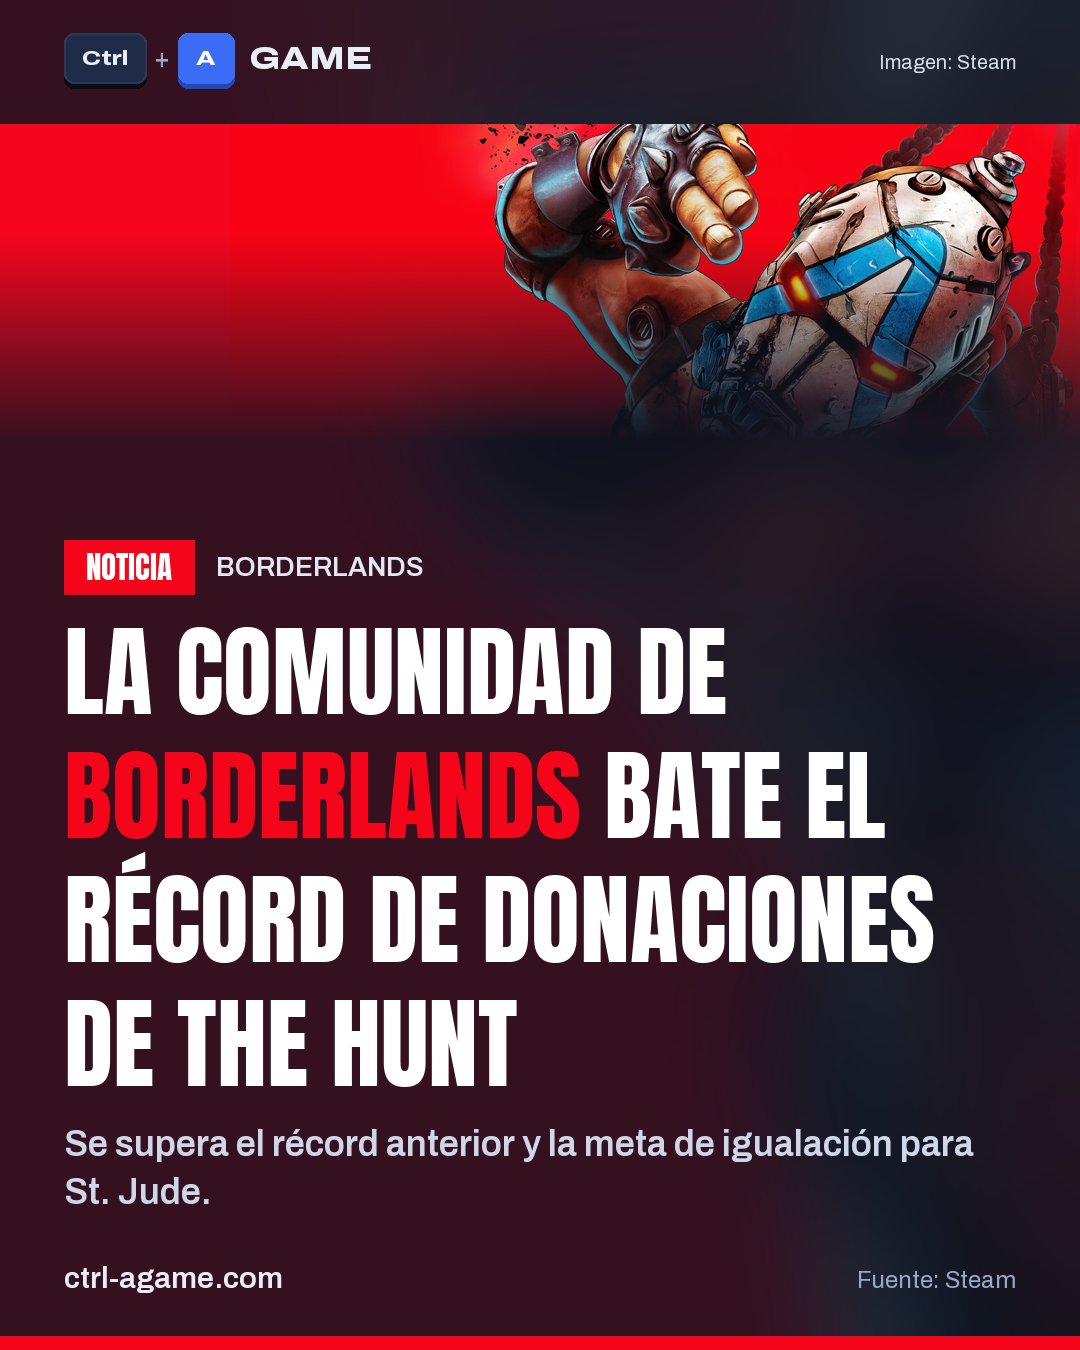 Ctrl + A GAME
Imagen: Steam
NOTICIA BORDERLANDS
LA COMUNIDAD DE
BORDERLANDS BATE EL
RÉCORD DE DONACIONES
DE THE HUNT
Se supera el récord anterior y la meta de igualación para
St. Jude.
ctrl-agame.com
Fuente: Steam